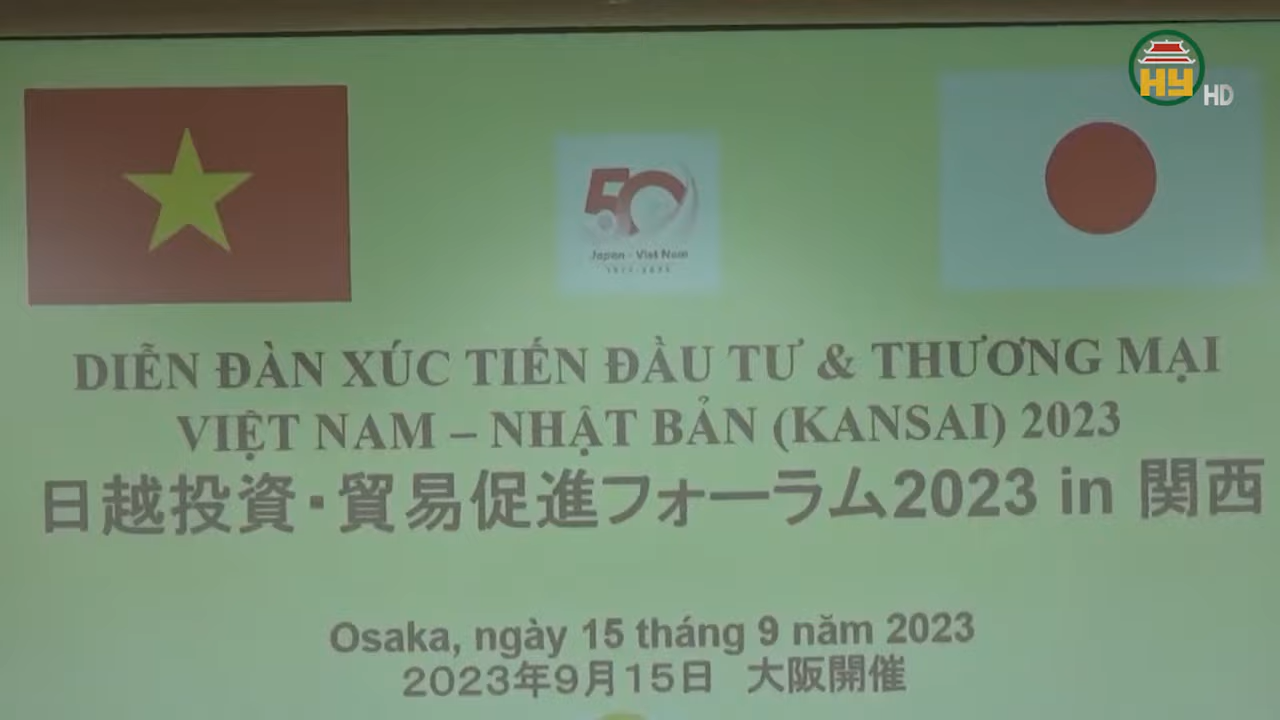 HY HD
50
Japan - Viet Nam
DIỄN ĐÀN XÚC TIẾN ĐẦU TƯ & THƯƠNG MẠI
VIỆT NAM – NHẬT BẢN (KANSAI) 2023
日越投資・貿易促進フォーラム2023 in 関西
Osaka, ngày 15 tháng 9 năm 2023
2023年9月15日 大阪開催